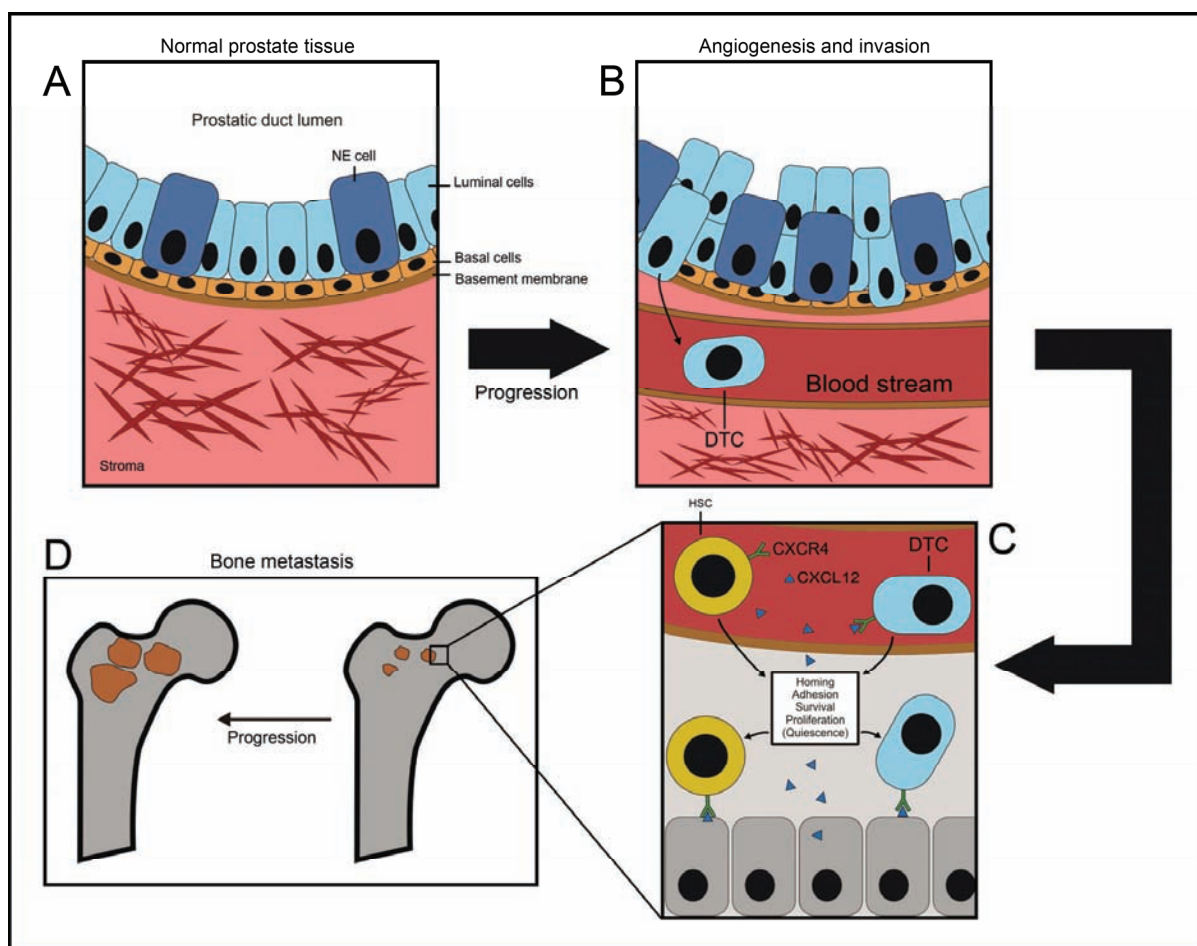 Normal prostate tissue
A
Prostatic duct lumen
NE cell
Luminal cells
Basal cells
Basement membrane
Stroma
Progression
Angiogenesis and invasion
B
Blood stream
DTC
C
HSC
CXCR4
CXCL12
DTC
Homing
Adhesion
Survival
Proliferation
(Quiescence)
D
Bone metastasis
Progression